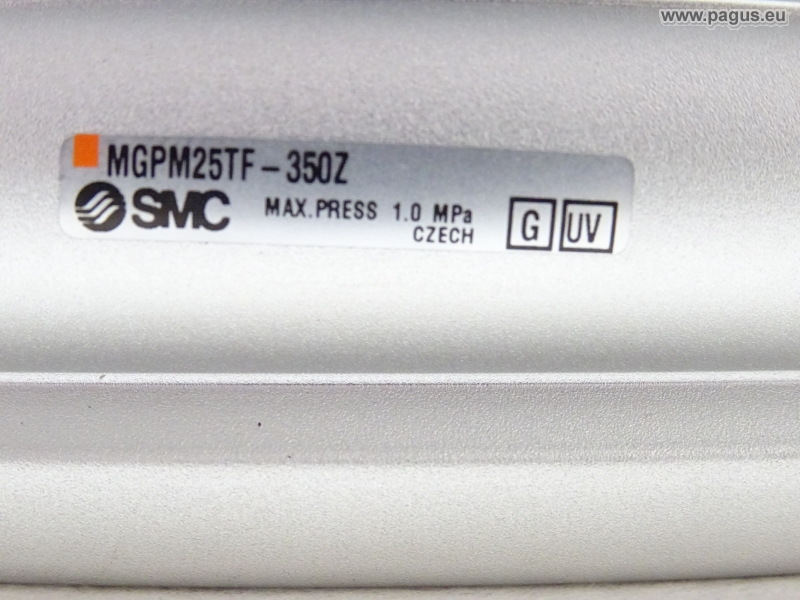 www.pagus.eu
MGPM25TF-350Z
SMC MAX.PRESS 1.0 MPa
CZECH
G UV